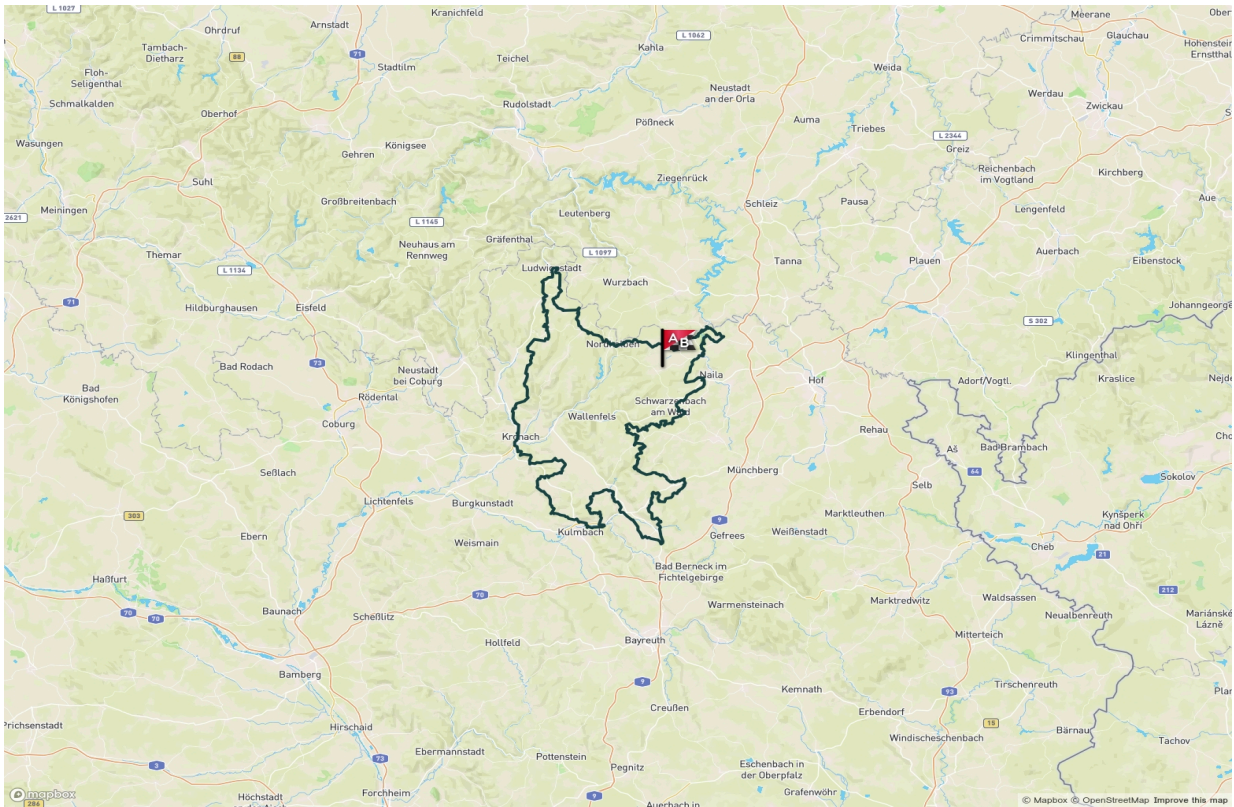 L 1027
Kranichfeld
Meerane
Ober
Ohrdruf
Arnstadt
L 1062
Crimmitschau
Glauchau
Tambach-
Dietharz
88
71
Kahla
Hohenstein
Ernstthal
Floh-
Seligenthal
Stadtilm
Teichel
Weida
Schmalkalden
Neustadt
an der Orla
Werdau
Zwickau
Oberhof
Rudolstadt
Pößneck
Auma
Triebes
S
Wasungen
Gehren
Königsee
L 2344
Greiz
Reichenbach
im Vogtland
Kirchberg
Suhl
Ziegenrück
Aue
Meiningen
Großbreitenbach
Schleiz
Pausa
Lengenfeld
2621
L 1145
Leutenberg
Themar
Neuhaus am
Rennweg
Gräfenthal
L 1097
Auerbach
L 1134
Ludwigsstadt
Tanna
Plauen
Eibenstock
71
Hildburghausen
Eisfeld
Wurzbach
Johanngeorge
S 302
A
B
Klingenthal
Bad Rodach
73
Neustadt
bei Coburg
Naila
Hof
Adorf/Vogtl.
Kraslice
Nejde
Bad
Königshofen
Rödental
Schwarzenbach
am Wald
Coburg
Wallenfels
Rehau
Kronach
Aš
Bad Brambach
Cho
Seßlach
64
Münchberg
Sokolov
Lichtenfels
Burgkunstadt
Selb
303
Marktleuthen
Kynšperk
nad Ohří
Ebern
Kulmbach
9
Gefrees
Weißenstadt
Weismain
Cheb
21
Haßfurt
Bad Berneck im
Fichtelgebirge
70
Baunach
Warmensteinach
Marktredwitz
Waldsassen
212
70
70
Scheßlitz
Neualbenreuth
Mariánské
Lázně
Hollfeld
Bayreuth
Mitterteich
Bamberg
9
Kemnath
Tirschenreuth
93
Plan
Creußen
Erbendorf
18
Prichsenstadt
Hirschaid
Windischeschenbach
Bärnau
Tachov
Ebermannstadt
Pottenstein
3
73
Pegnitz
Eschenbach in
der Oberpfalz
mapbox
Höchstadt
Forchheim
9
Grafenwöhr
286
Auerbach in
© Mapbox © OpenStreetMap Improve this map